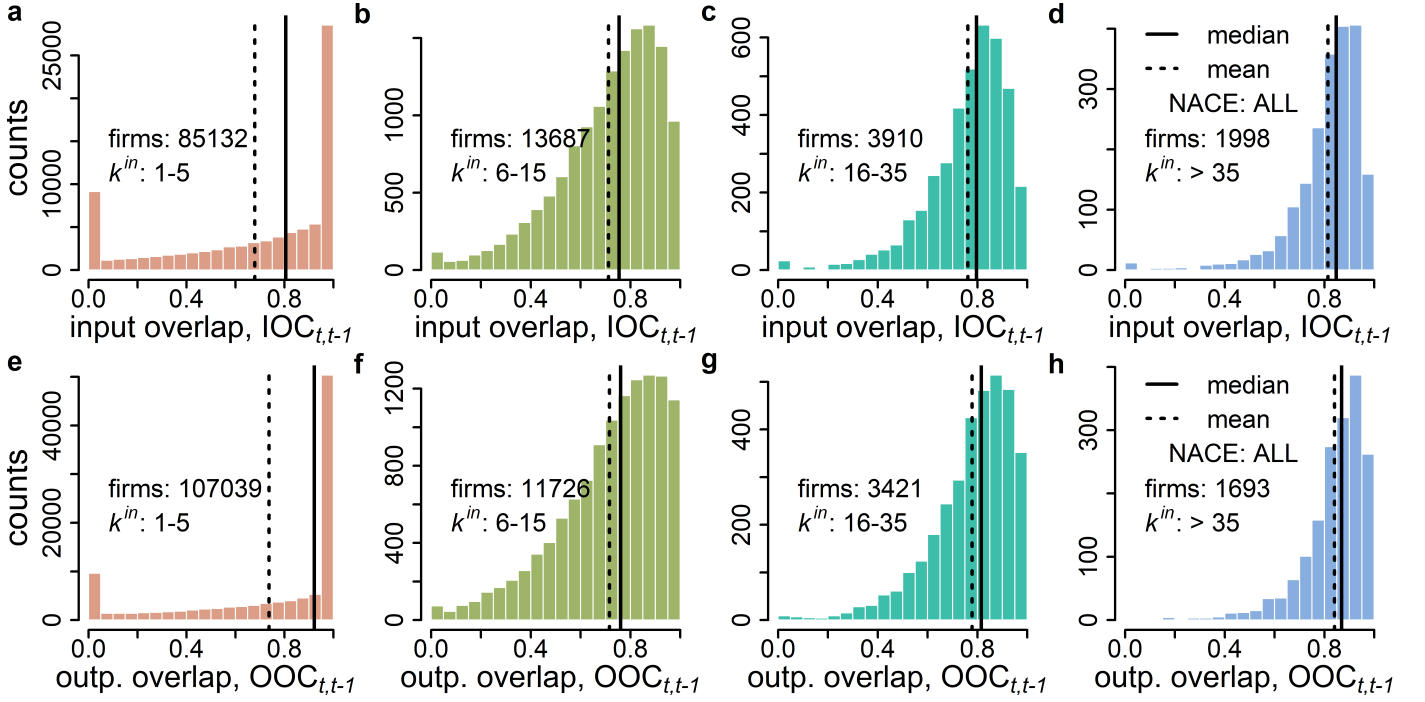 a
counts
0
10000
25000
firms: 85132
k^in: 1-5
0.0 0.4 0.8
input overlap, IOC_t,t-1
b
0
500
1000
firms: 13687
k^in: 6-15
0.0 0.4 0.8
input overlap, IOC_t,t-1
c
0
200
400
600
firms: 3910
k^in: 16-35
0.0 0.4 0.8
input overlap, IOC_t,t-1
d
0
100
300
median
mean
NACE: ALL
firms: 1998
k^in: > 35
0.0 0.4 0.8
input overlap, IOC_t,t-1
e
counts
0
20000
40000
firms: 107039
k^in: 1-5
0.0 0.4 0.8
outp. overlap, OOC_t,t-1
f
0
400
800
1200
firms: 11726
k^in: 6-15
0.0 0.4 0.8
outp. overlap, OOC_t,t-1
g
0
200
400
firms: 3421
k^in: 16-35
0.0 0.4 0.8
outp. overlap, OOC_t,t-1
h
0
100
300
median
mean
NACE: ALL
firms: 1693
k^in: > 35
0.0 0.4 0.8
outp. overlap, OOC_t,t-1